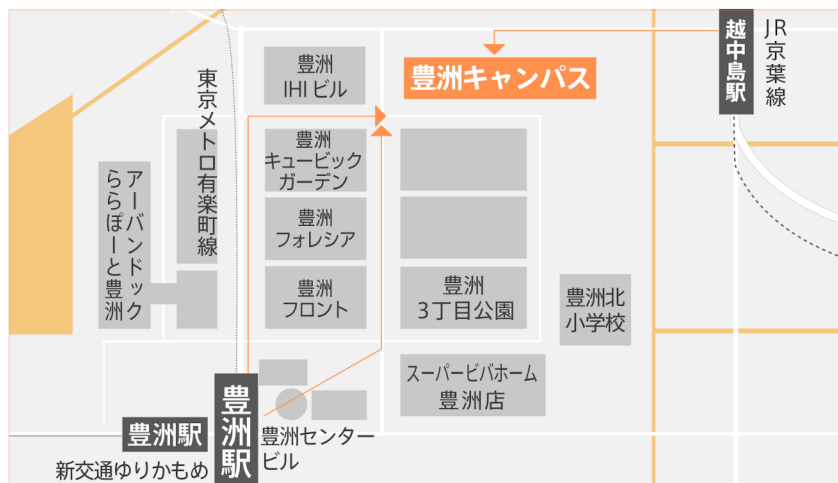 豊洲
IHIビル
豊洲キャンパス
越中島駅
JR京葉線
東京メトロ有楽町線
豊洲
キュービック
ガーデン
アーバンドック
ららぽーと豊洲
豊洲
フォレシア
豊洲
フロント
豊洲
3丁目公園
豊洲北
小学校
スーパービバホーム
豊洲店
豊洲駅
豊洲駅
豊洲センター
ビル
新交通ゆりかもめ